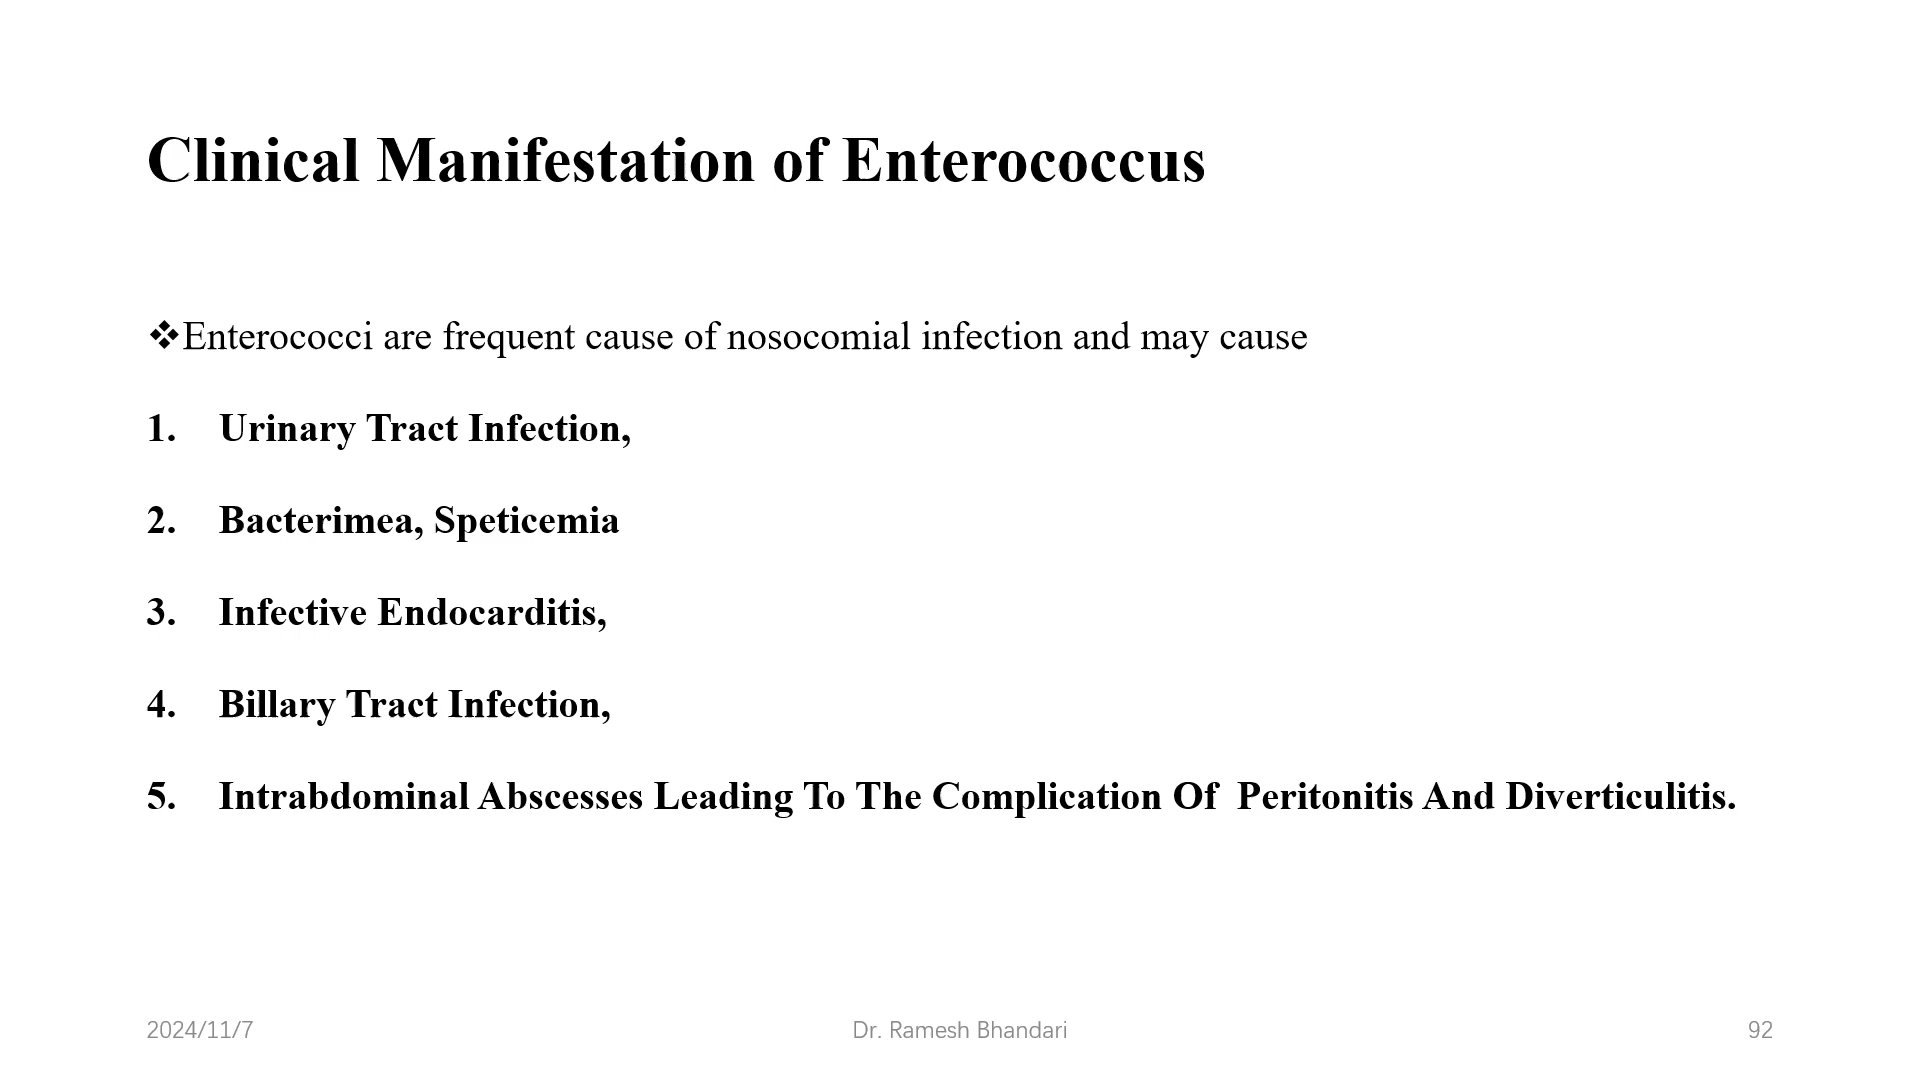 Clinical Manifestation of Enterococcus
❖Enterococci are frequent cause of nosocomial infection and may cause
1. Urinary Tract Infection,
2. Bacterimea, Speticemia
3. Infective Endocarditis,
4. Billary Tract Infection,
5. Intrabdominal Abscesses Leading To The Complication Of  Peritonitis And Diverticulitis.
2024/11/7 Dr. Ramesh Bhandari 92